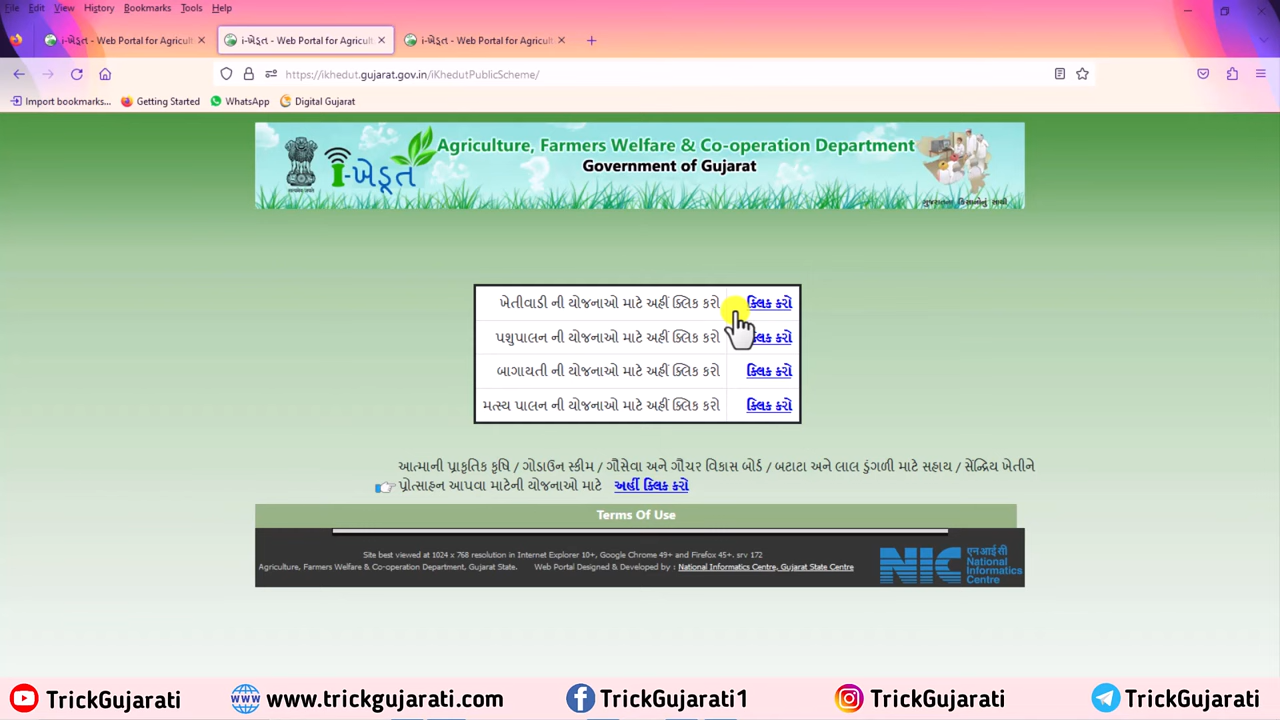 File Edit View History Bookmarks Tools Help
i-ખેડૂત - Web Portal for Agricult
i-ખેડૂત - Web Portal for Agricult
i-ખેડૂત - Web Portal for Agricult
https://ikhedut.gujarat.gov.in/iKhedutPublicScheme/
Import bookmarks... Getting Started WhatsApp Digital Gujarat
i-ખેડૂત
Agriculture, Farmers Welfare & Co-operation Department
Government of Gujarat
ગુજરાતના કિસાનોનું સાથી
ખેતીવાડી ની યોજનાઓ માટે અહીં ક્લિક કરો ક્લિક કરો
પશુપાલન ની યોજનાઓ માટે અહીં ક્લિક કરો ક્લિક કરો
બાગાયતી ની યોજનાઓ માટે અહીં ક્લિક કરો ક્લિક કરો
મત્સ્ય પાલન ની યોજનાઓ માટે અહીં ક્લિક કરો ક્લિક કરો
આત્માની પ્રાકૃતિક કૃષિ / ગોડાઉન સ્કીમ / ગૌસેવા અને ગૌચર વિકાસ બોર્ડ / બટાટા અને લાલ ડુંગળી માટે સહાય / સેંન્દ્રિય ખેતીને
પ્રોત્સાહન આપવા માટેની યોજનાઓ માટે અહીં ક્લિક કરો
Terms Of Use
Site best viewed at 1024 x 768 resolution in Internet Explorer 10+, Google Chrome 49+ and Firefox 45+. srv 172
Agriculture, Farmers Welfare & Co-operation Department, Gujarat State. Web Portal Designed & Developed by : National Informatics Centre, Gujarat State Centre
NIC एनआईसी
National
Informatics
Centre
TrickGujarati www.trickgujarati.com TrickGujarati1 TrickGujarati TrickGujarati